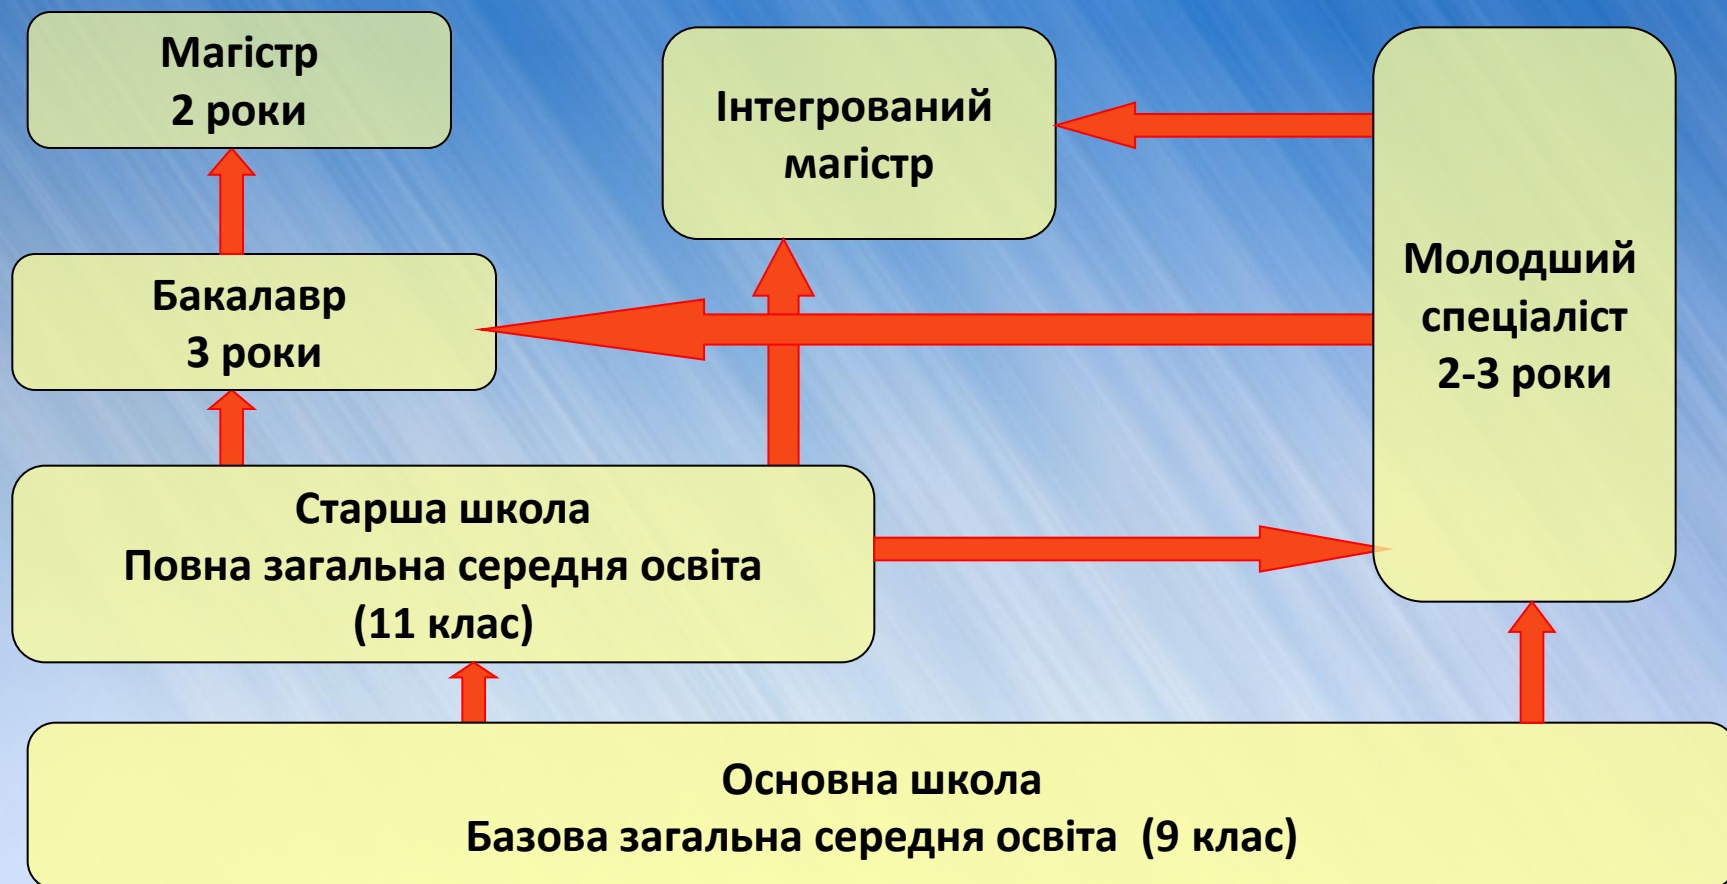 Магістр
2 роки
Інтегрований
магістр
Молодший
спеціаліст
2-3 роки
Бакалавр
3 роки
Старша школа
Повна загальна середня освіта
(11 клас)
Основна школа
Базова загальна середня освіта (9 клас)